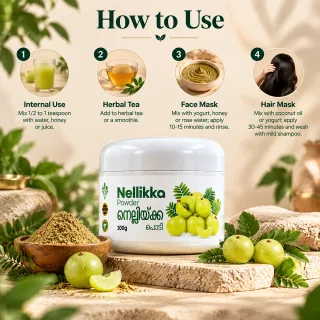 How to Use
1
2
3
4
Internal Use
Mix 1/2 to 1 teaspoon
with water, honey
or juice.
Herbal Tea
Add to herbal tea
or a smoothie.
Face Mask
Mix with yogurt, honey
or rose water; apply
10-15 minutes and rinse.
Hair Mask
Mix with coconut oil
or yogurt; apply
30-45 minutes and wash
with mild shampoo.
Nellikka
Powder
നെല്ലിയ്ക്ക
പൊടി
100g